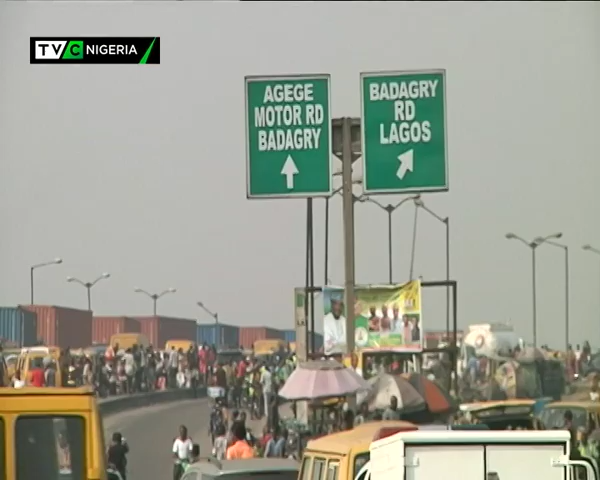 TVC NIGERIA
AGEGE
MOTOR RD
BADAGRY
BADAGRY
RD
LAGOS